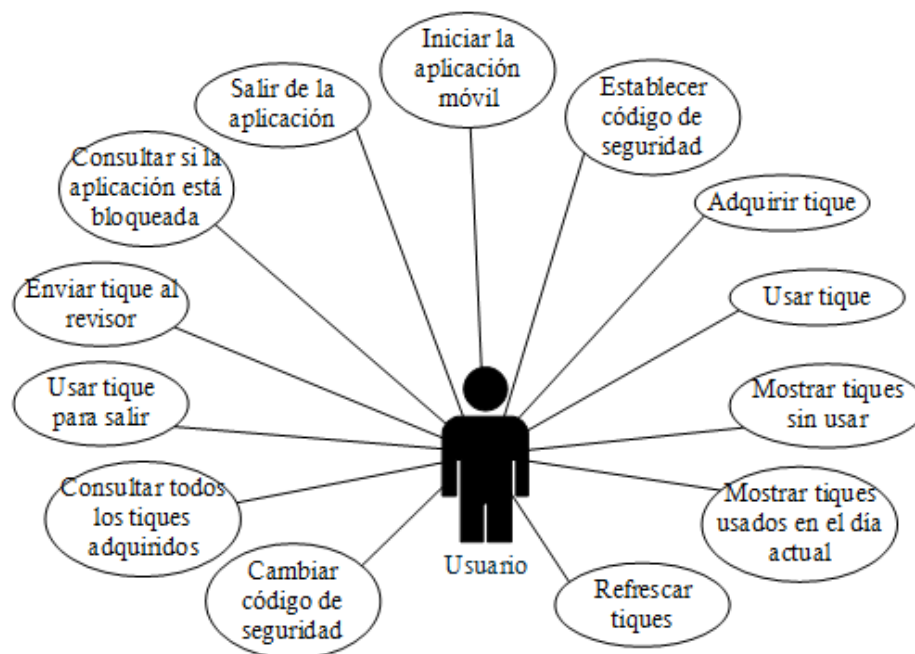 Iniciar la
aplicación
móvil
Salir de la
aplicación
Establecer
código de
seguridad
Consultar si la
aplicación está
bloqueada
Adquirir tique
Enviar tique al
revisor
Usar tique
Usar tique
para salir
Mostrar tiques
sin usar
Consultar todos
los tiques
adquiridos
Mostrar tiques
usados en el día
actual
Cambiar
código de
seguridad
Usuario
Refrescar
tiques